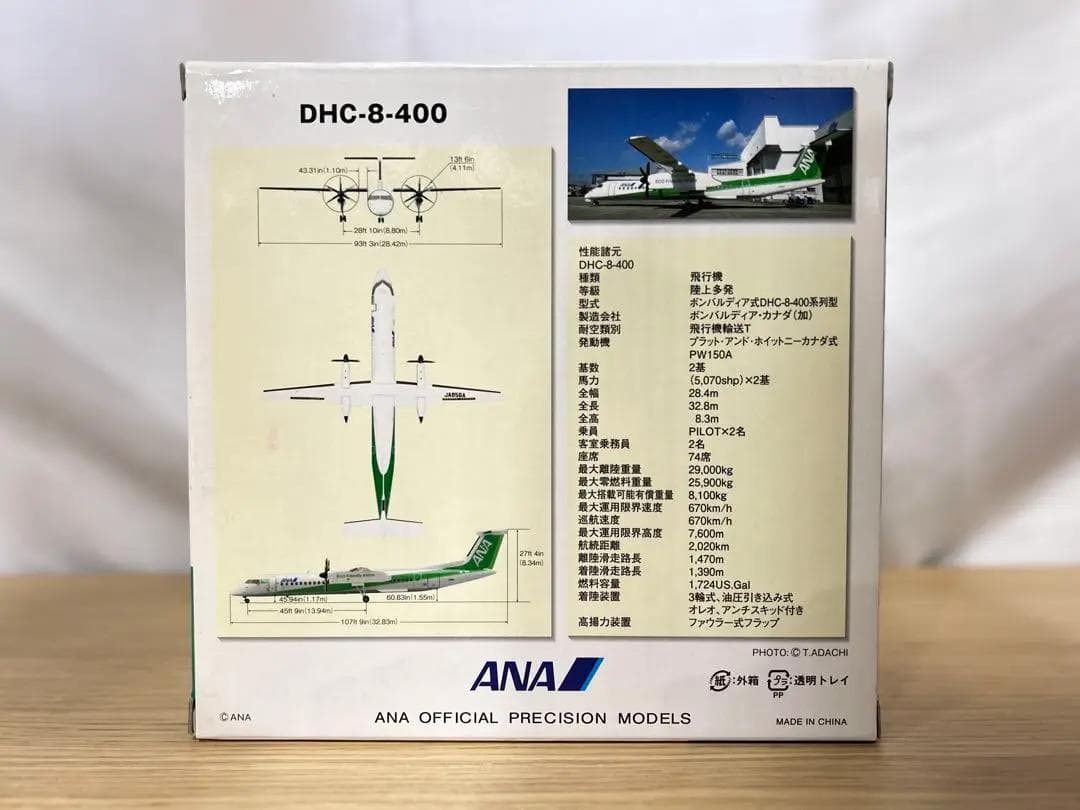 DHC-8-400
43.31in(1.10m)
13ft 6in
(4.11m)
28ft 10in(8.80m)
93ft 3in(28.42m)
JA856A
ANA
ANA
27ft 4in
(8.34m)
45.94in(1.17m)
60.83in(1.55m)
45ft 9in(13.94m)
107ft 9in(32.83m)
ANA
ANA
性能諸元
DHC-8-400
種類 飛行機
等級 陸上多発
型式 ボンバルディア式DHC-8-400系列型
製造会社 ボンバルディア・カナダ(加)
耐空類別 飛行機輸送T
発動機 プラット・アンド・ホイットニーカナダ式
PW150A
基数 2基
馬力 (5,070shp)×2基
全幅 28.4m
全長 32.8m
全高 8.3m
乗員 PILOT×2名
客室乗務員 2名
座席 74席
最大離陸重量 29,000kg
最大零燃料重量 25,900kg
最大搭載可能有償重量 8,100kg
最大運用限界速度 670km/h
巡航速度 670km/h
最大運用限界高度 7,600m
航続距離 2,020km
離陸滑走路長 1,470m
着陸滑走路長 1,390m
燃料容量 1,724US.Gal
着陸装置 3輪式、油圧引き込み式
オレオ、アンチスキッド付き
高揚力装置 ファウラー式フラップ
PHOTO:©T.ADACHI
ANA
紙:外箱 プラ:透明トレイ
PP
©ANA
ANA OFFICIAL PRECISION MODELS
MADE IN CHINA